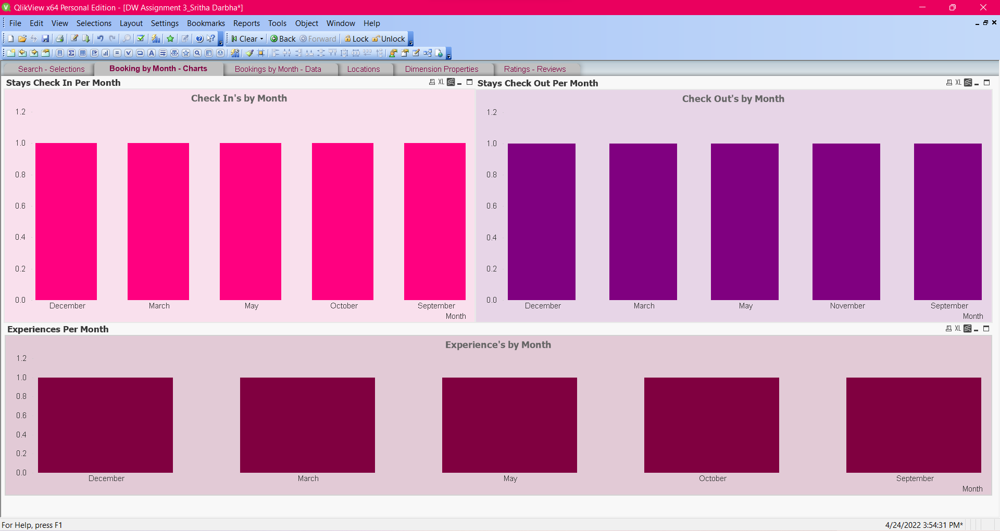 QlikView x64 Personal Edition - [DW Assignment 3_Sritha Darbha*]
File Edit View Selections Layout Settings Bookmarks Reports Tools Object Window Help
Clear Back Forward Lock Unlock
Search - Selections Booking by Month - Charts Bookings by Month - Data Locations Dimension Properties Ratings - Reviews
Stays Check In Per Month
XL
Check In's by Month
1.2
1.0
0.8
0.6
0.4
0.2
0.0
December March May October September
Month
Stays Check Out Per Month
XL
Check Out's by Month
1.2
1.0
0.8
0.6
0.4
0.2
0.0
December March May November September
Month
Experiences Per Month
XL
Experience's by Month
1.2
1.0
0.8
0.6
0.4
0.2
0.0
December March May October September
Month
For Help, press F1
4/24/2022 3:54:31 PM*